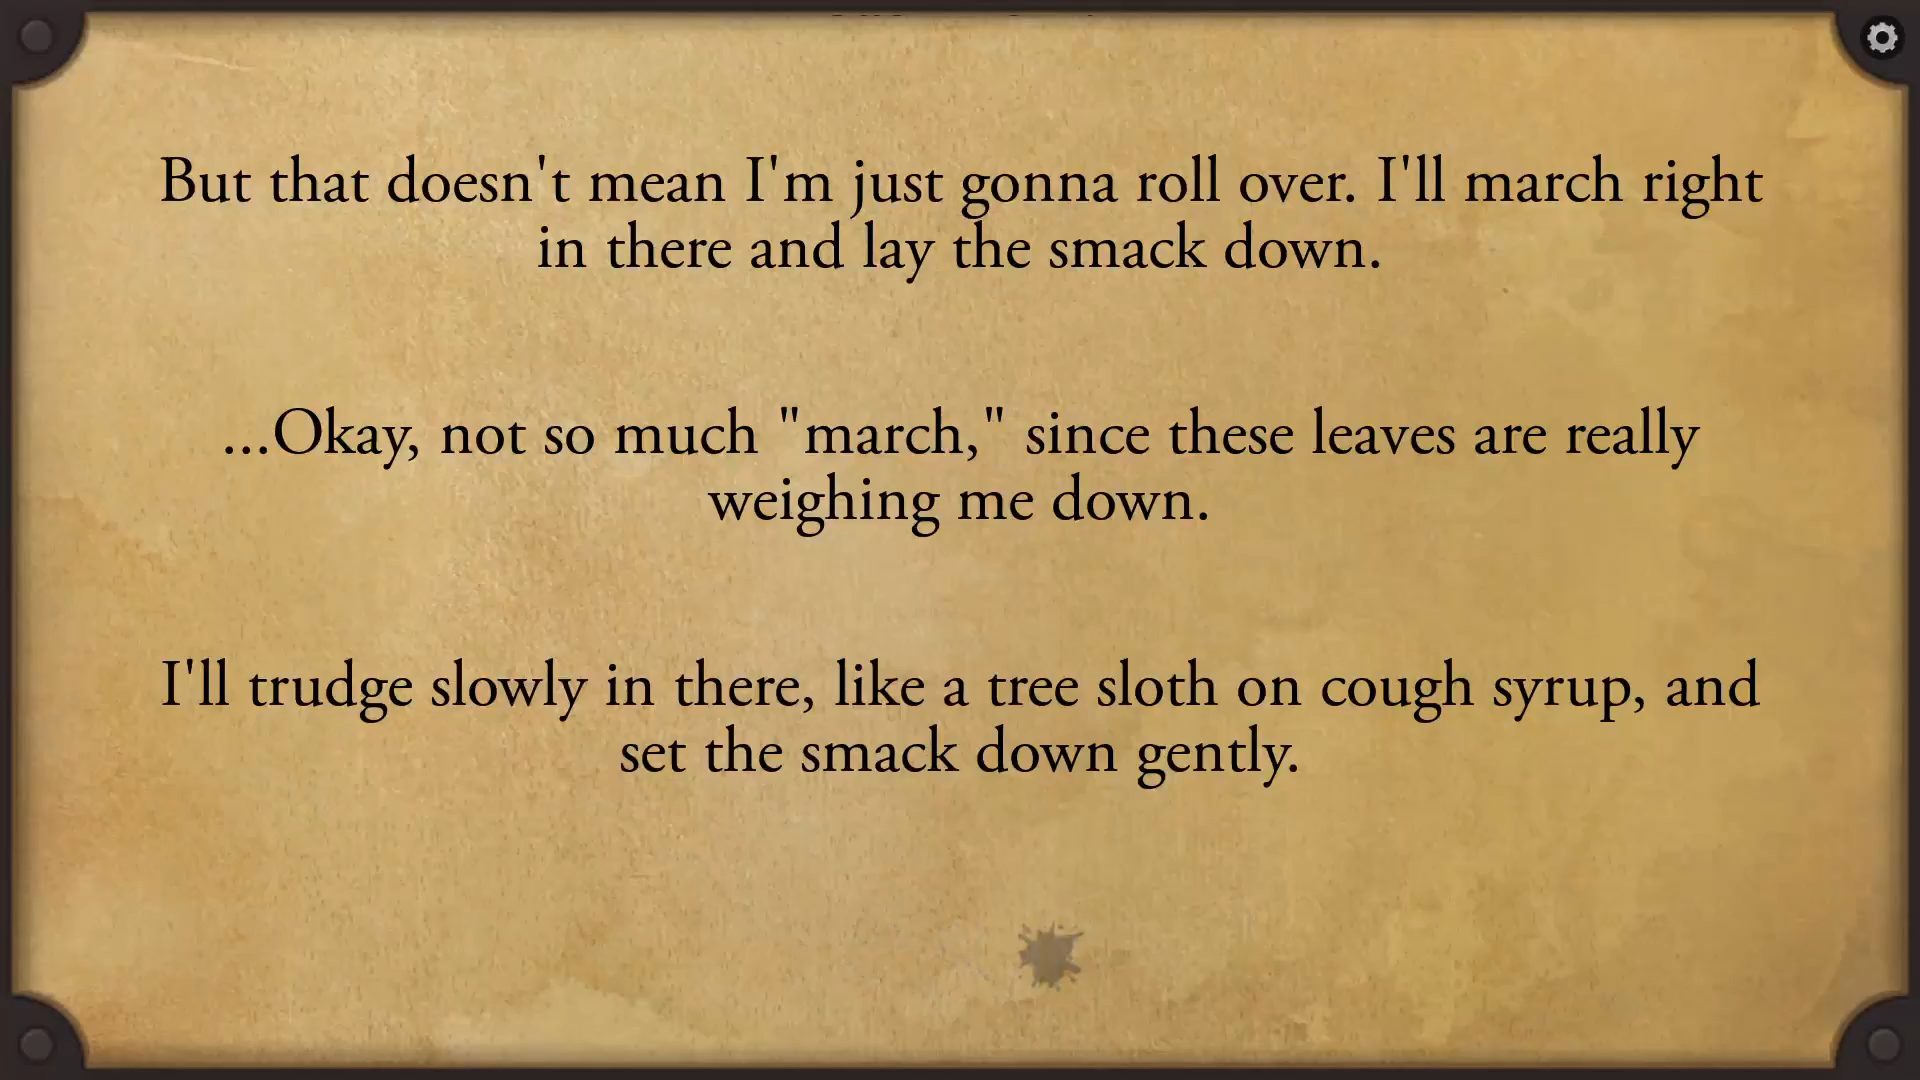 But that doesn't mean I'm just gonna roll over. I'll march right
in there and lay the smack down.
...Okay, not so much "march," since these leaves are really
weighing me down.
I'll trudge slowly in there, like a tree sloth on cough syrup, and
set the smack down gently.